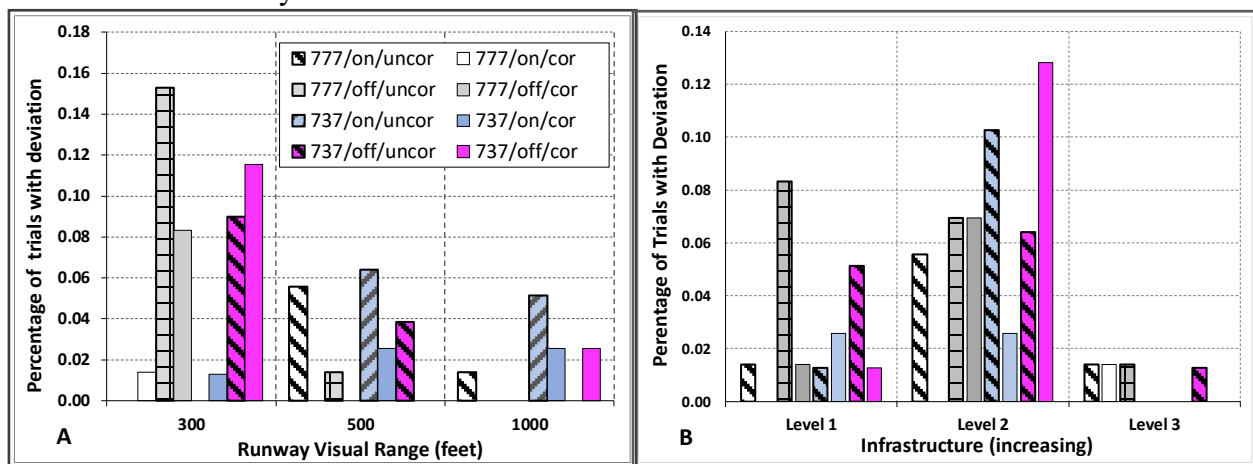 Percentage of trials with deviation
0.18
0.16
0.14
0.12
0.10
0.08
0.06
0.04
0.02
0.00
777/on/uncor 777/on/cor
777/off/uncor 777/off/cor
737/on/uncor 737/on/cor
737/off/uncor 737/off/cor
300 500 1000
A Runway Visual Range (feet)
Perentage of Trials with Deviation
0.14
0.12
0.10
0.08
0.06
0.04
0.02
0.00
Level 1 Level 2 Level 3
B Infrastructure (increasing)